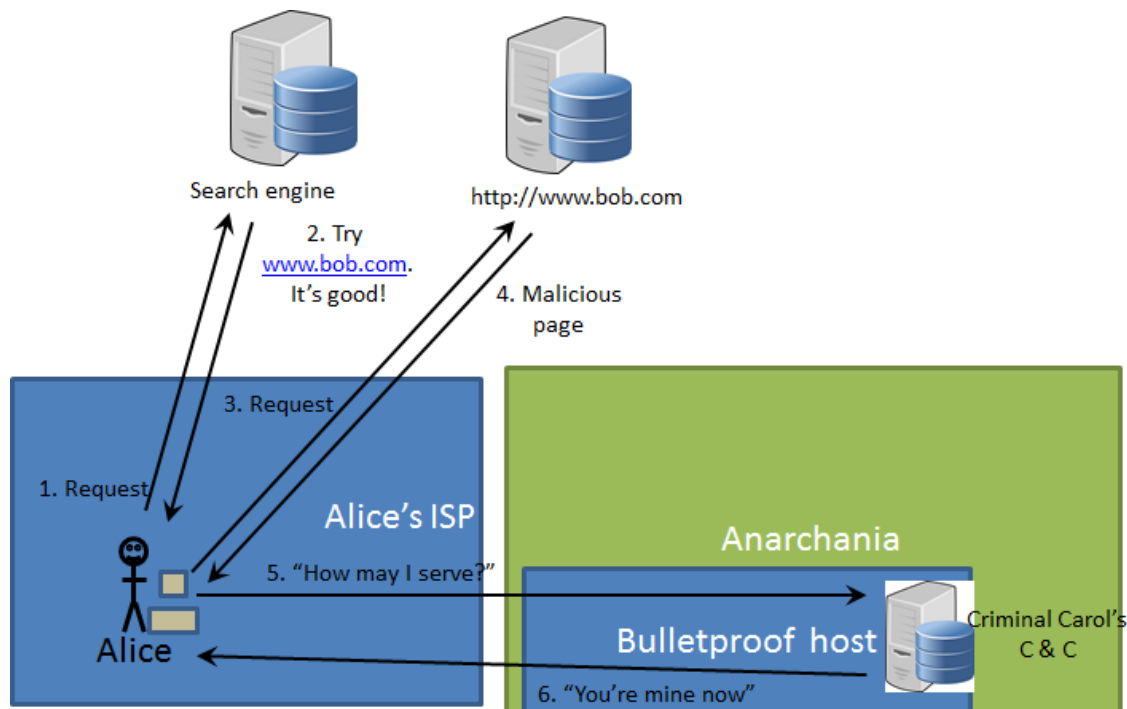 Search engine
http://www.bob.com
2. Try
www.bob.com.
It's good!
4. Malicious
page
3. Request
1. Request
Alice's ISP
Anarchania
5. "How may I serve?"
Alice
Bulletproof host
Criminal Carol's
C & C
6. "You're mine now"